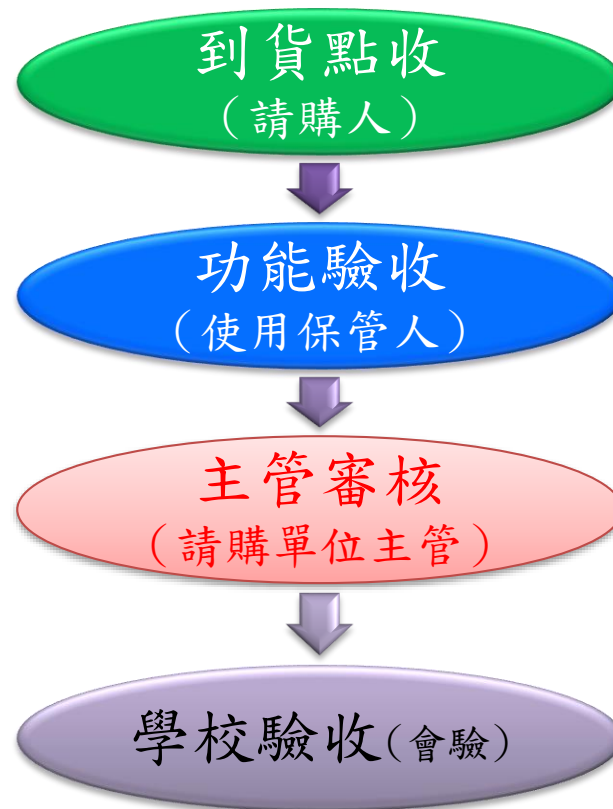 到貨點收
（請購人）
功能驗收
（使用保管人）
主管審核
（請購單位主管）
學校驗收(會驗)